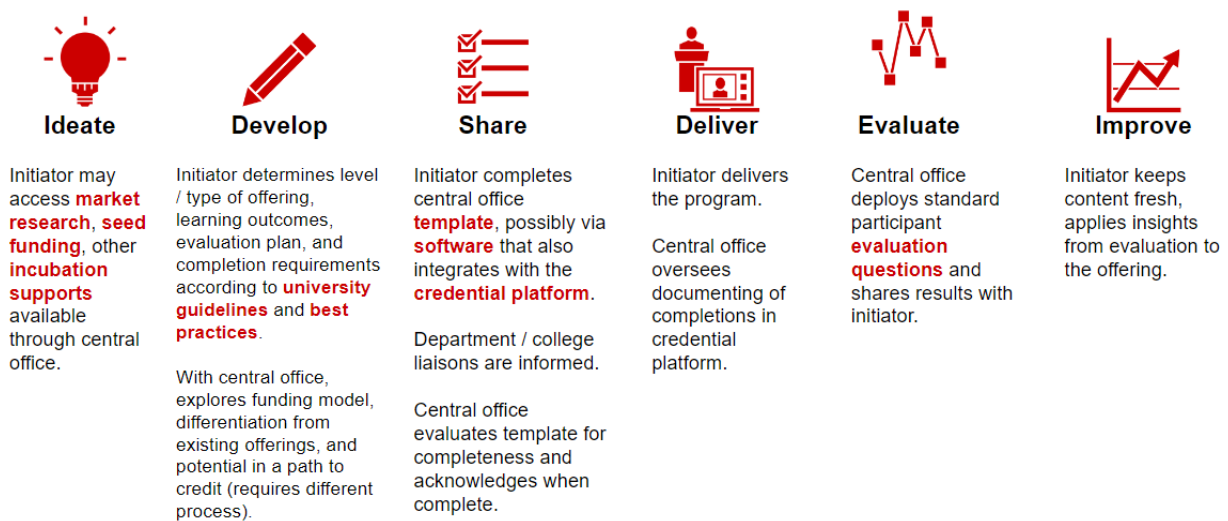 Ideate
Initiator may
access market
research, seed
funding, other
incubation
supports
available
through central
office.
Develop
Initiator determines level
/ type of offering,
learning outcomes,
evaluation plan, and
completion requirements
according to university
guidelines and best
practices.
With central office,
explores funding model,
differentiation from
existing offerings, and
potential in a path to
credit (requires different
process).
Share
Initiator completes
central office
template, possibly via
software that also
integrates with the
credential platform.
Department / college
liaisons are informed.
Central office
evaluates template for
completeness and
acknowledges when
complete.
Deliver
Initiator delivers
the program.
Central office
oversees
documenting of
completions in
credential
platform.
Evaluate
Central office
deploys standard
participant
evaluation
questions and
shares results with
initiator.
Improve
Initiator keeps
content fresh,
applies insights
from evaluation to
the offering.